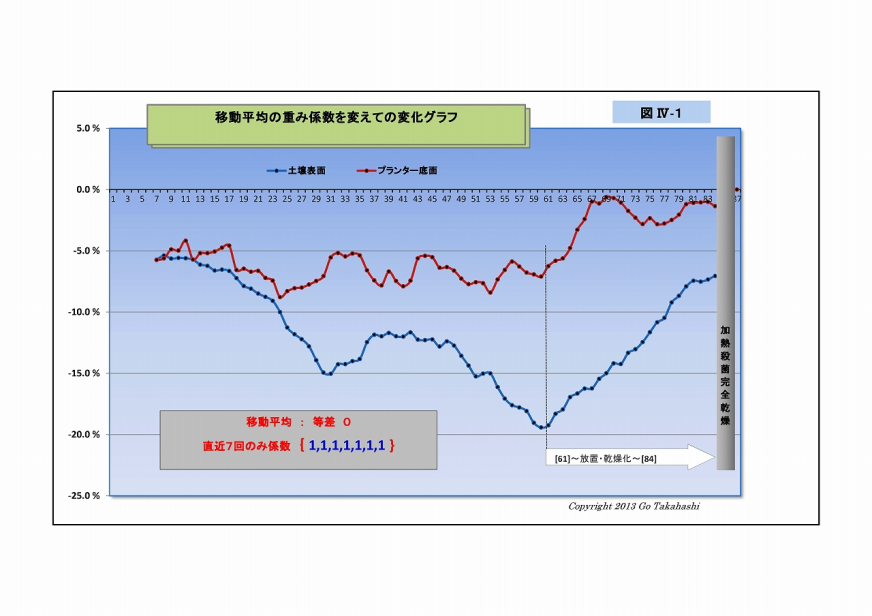 移動平均の重み係数を変えての変化グラフ
図 Ⅳ-1
5.0 %
土壌表面 プランター底面
0.0 %
1 3 5 7 9 11 13 15 17 19 21 23 25 27 29 31 33 35 37 39 41 43 45 47 49 51 53 55 57 59 61 63 65 67 69 71 73 75 77 79 81 83
-5.0 %
-10.0 %
-15.0 %
-20.0 %
-25.0 %
加熱殺菌完全乾燥
移動平均 : 等差 0
直近7回のみ係数 { 1,1,1,1,1,1,1 }
[61]～放置・乾燥化～[84]
Copyright 2013 Go Takahashi